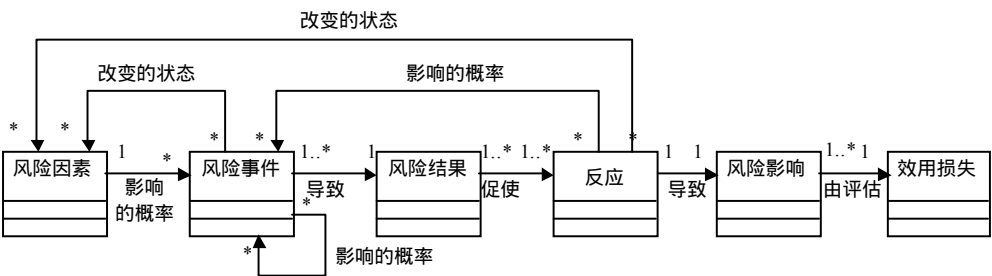 改变的状态
改变的状态
影响的概率
* * * * * *
风险因素
1
*
影响
的概率
风险事件
1..* 1
导致
*
*
影响的概率
风险结果
1..* 1..*
促使
反应
1 1
导致
风险影响
1..* 1
由评估
效用损失